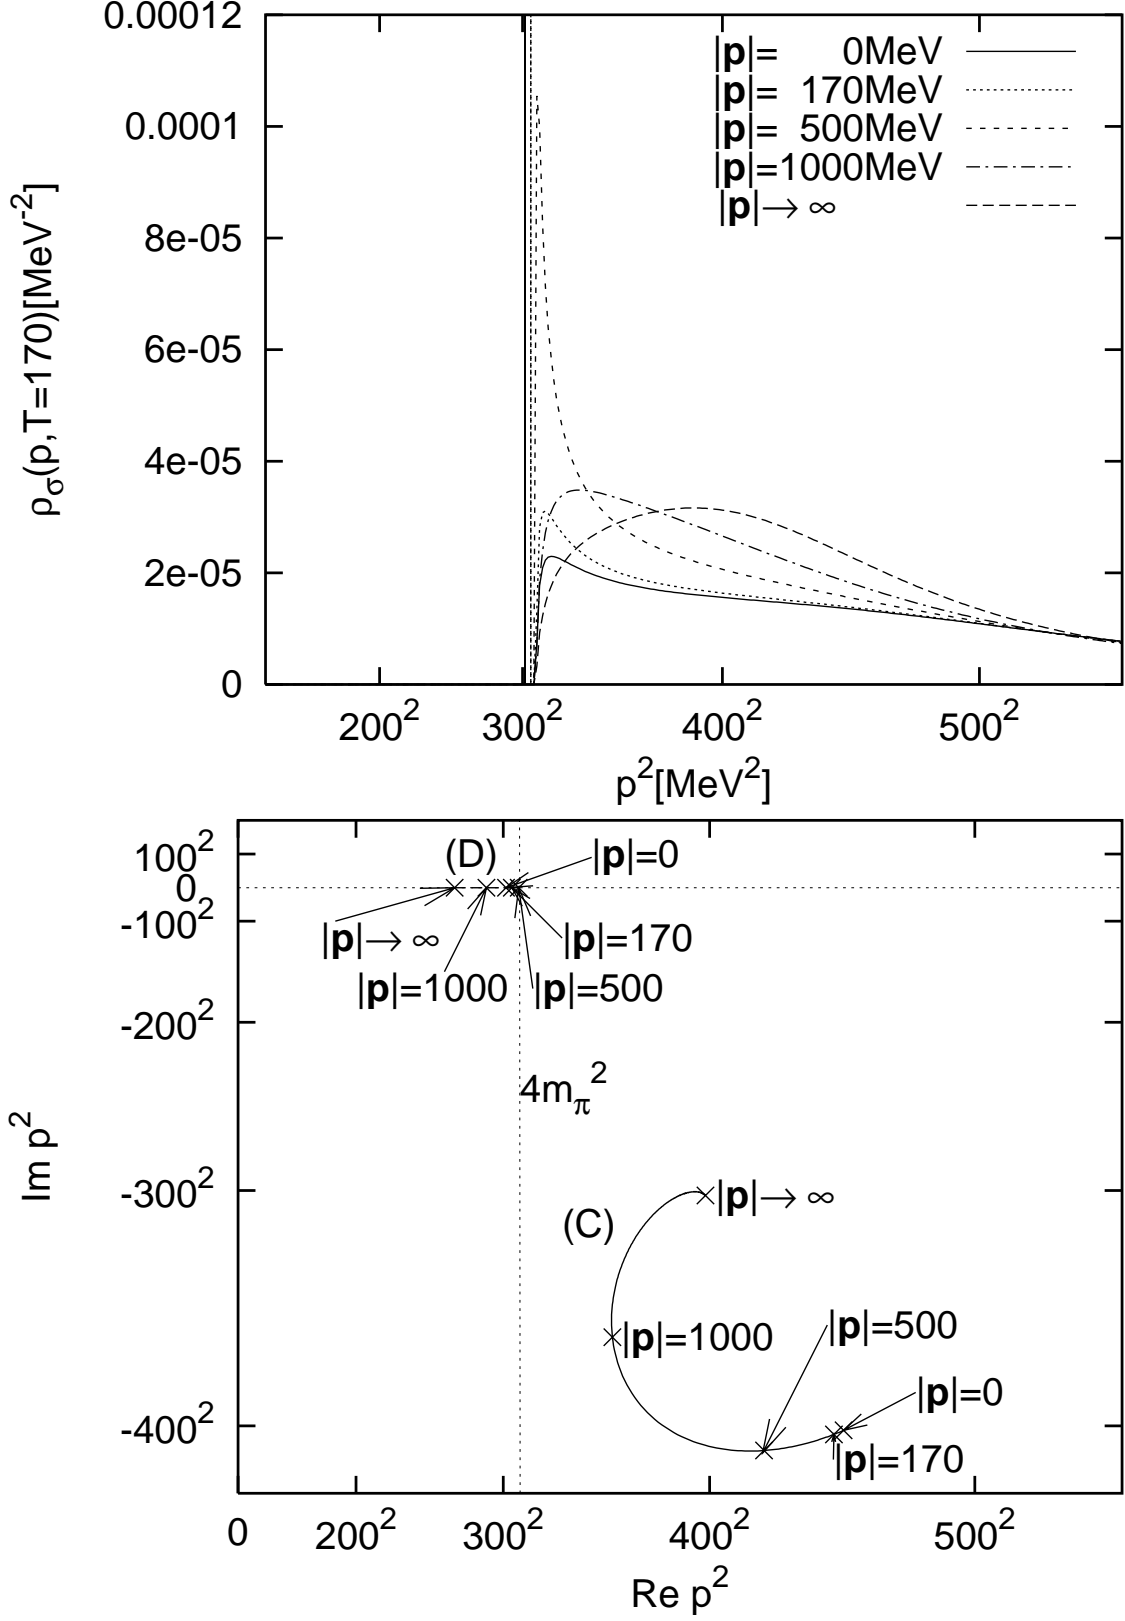 0.00012
0.0001
8e-05
6e-05
4e-05
2e-05
0
ρσ(p,T=170)[MeV-2]
|p|= 0MeV
|p|= 170MeV
|p|= 500MeV
|p|=1000MeV
|p|→ ∞
200² 300² 400² 500²
p²[MeV²]
100²
0
-100²
-200²
-300²
-400²
Im p²
(D)
|p|=0
|p|→ ∞
|p|=170
|p|=1000
|p|=500
4mπ²
|p|→ ∞
(C)
|p|=1000
|p|=500
|p|=0
|p|=170
0 200² 300² 400² 500²
Re p²